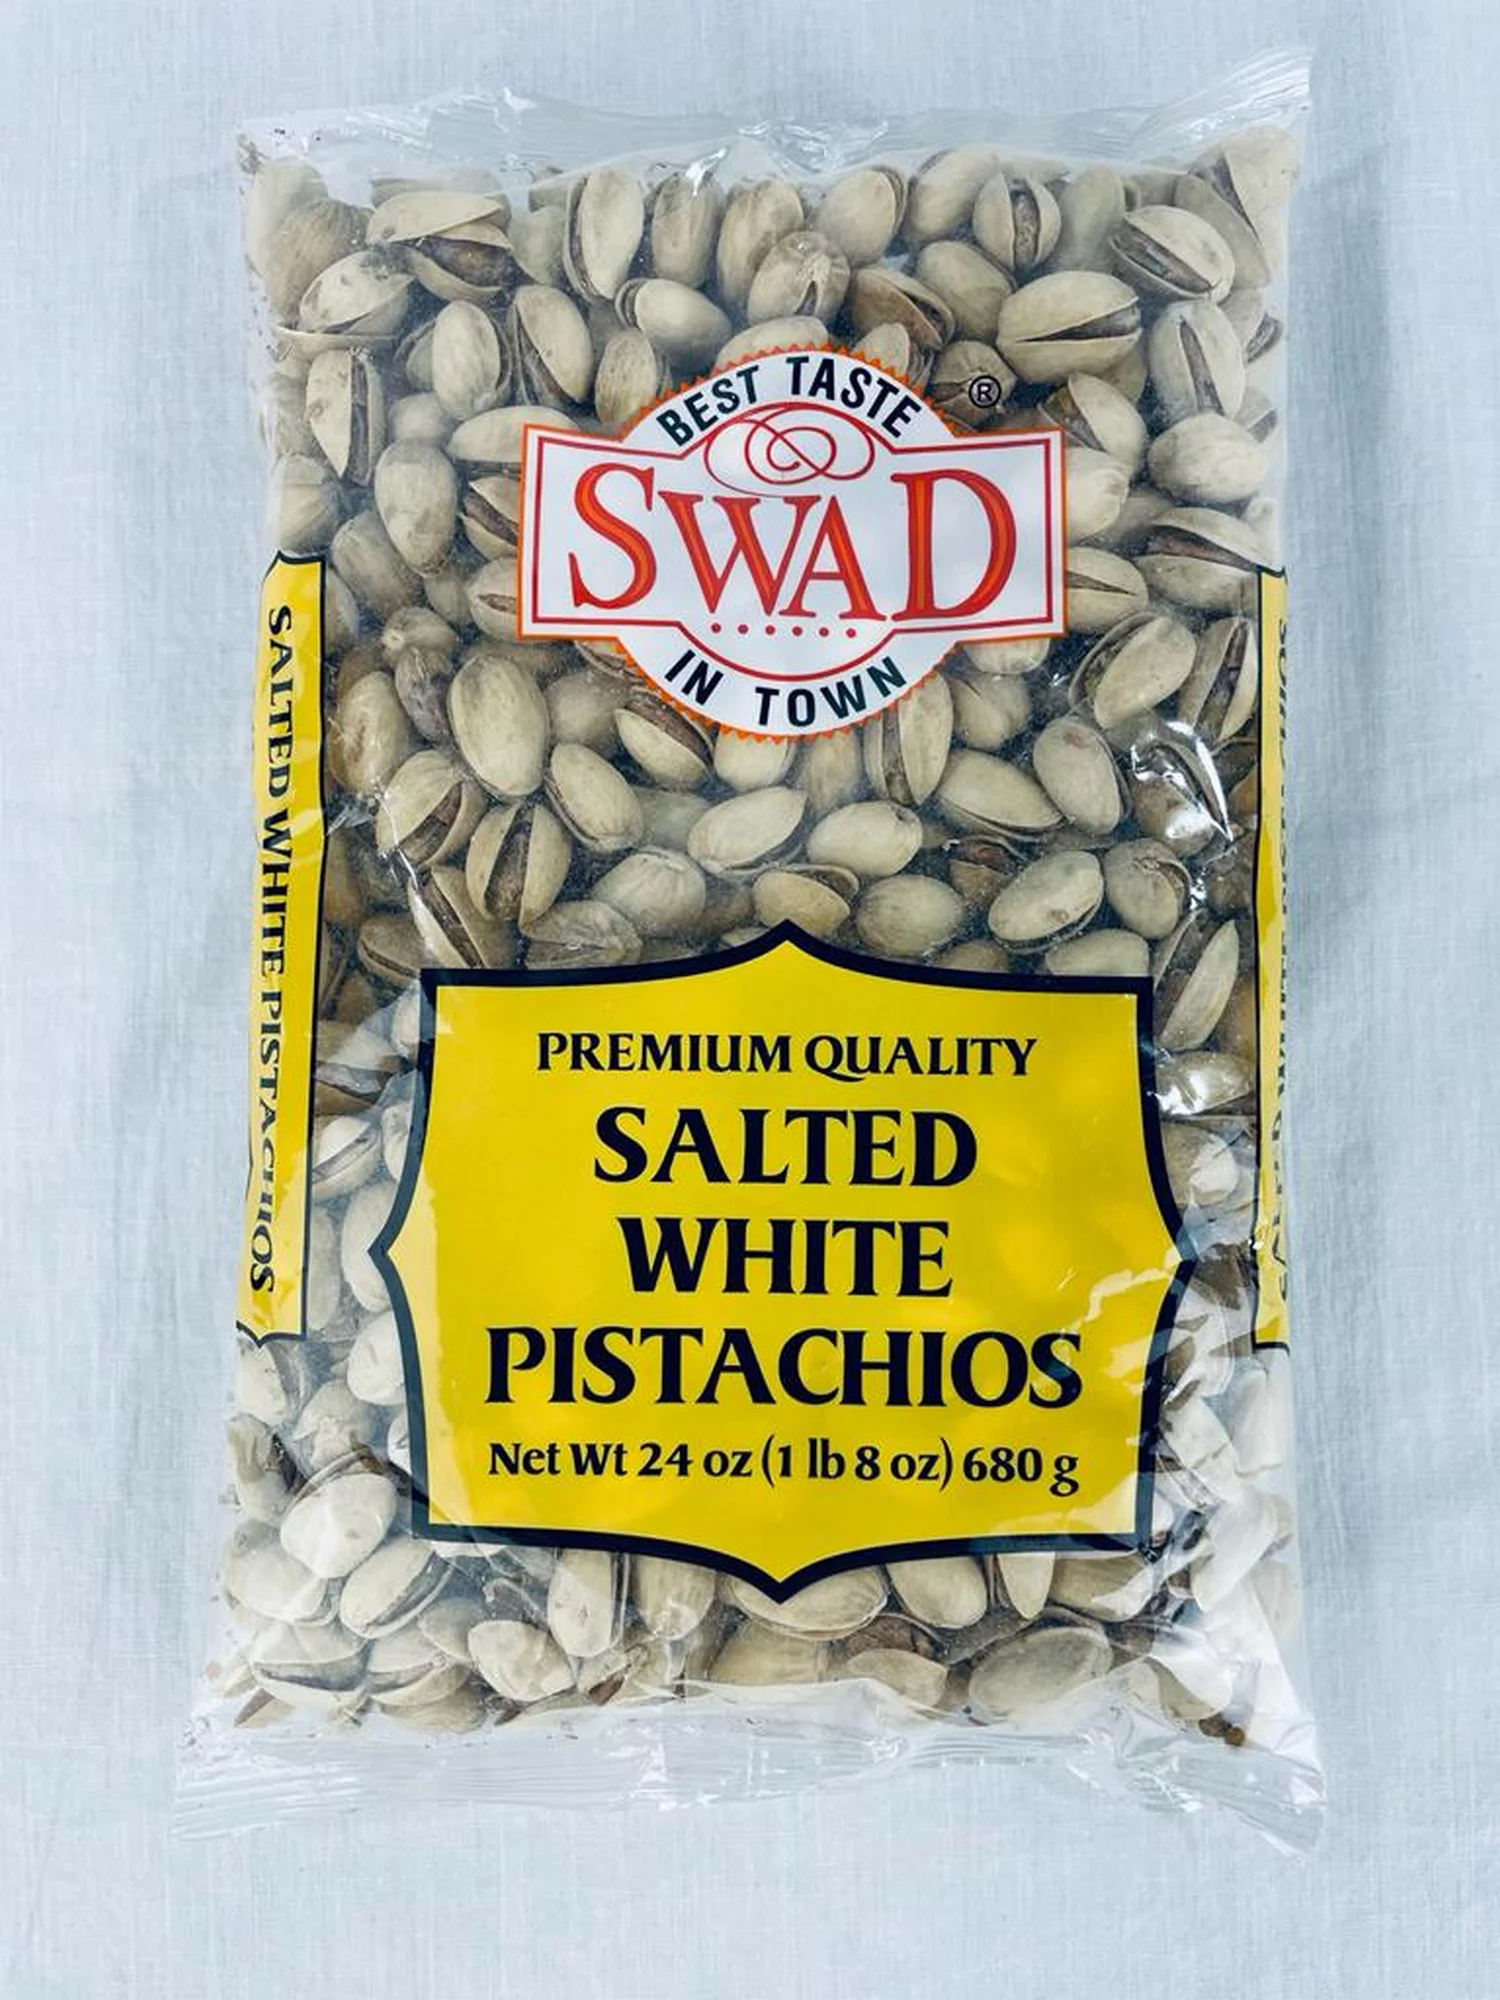 BEST TASTE
®
SWAD
IN TOWN
SALTED WHITE PISTACHIOS
PREMIUM QUALITY
SALTED
WHITE
PISTACHIOS
Net Wt 24 oz (1 lb 8 oz) 680 g